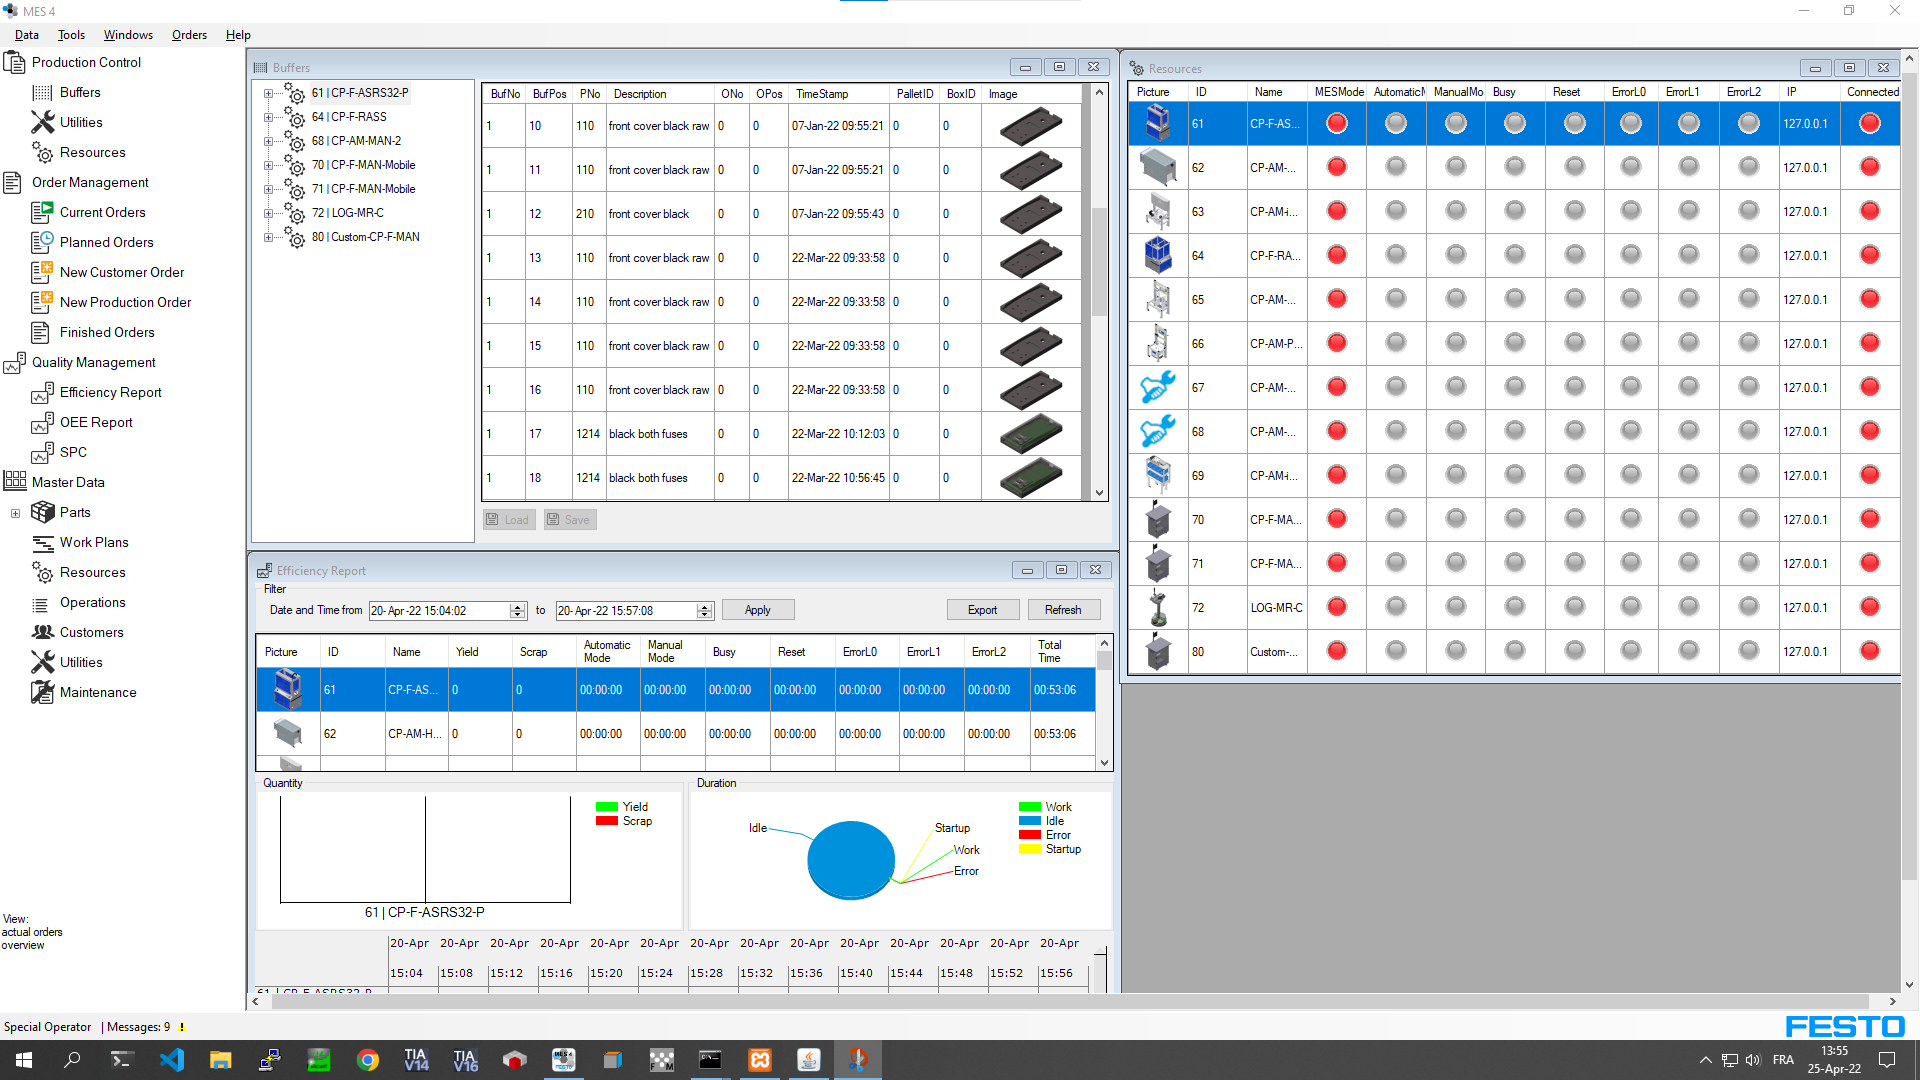 MES 4
Data Tools Windows Orders Help
Production Control
Buffers
Utilities
Resources
Order Management
Current Orders
Planned Orders
New Customer Order
New Production Order
Finished Orders
Quality Management
Efficiency Report
OEE Report
SPC
Master Data
Parts
Work Plans
Resources
Operations
Customers
Utilities
Maintenance
View:
actual orders
overview
Buffers
61 | CP-F-ASRS32-P
64 | CP-F-RASS
68 | CP-AM-MAN-2
70 | CP-F-MAN-Mobile
71 | CP-F-MAN-Mobile
72 | LOG-MR-C
80 | Custom-CP-F-MAN
BufNo BufPos PNo Description ONo OPos TimeStamp PalletID BoxID Image
1 10 110 front cover black raw 0 0 07-Jan-22 09:55:21 0 0
1 11 110 front cover black raw 0 0 07-Jan-22 09:55:21 0 0
1 12 210 front cover black 0 0 07-Jan-22 09:55:43 0 0
1 13 110 front cover black raw 0 0 22-Mar-22 09:33:58 0 0
1 14 110 front cover black raw 0 0 22-Mar-22 09:33:58 0 0
1 15 110 front cover black raw 0 0 22-Mar-22 09:33:58 0 0
1 16 110 front cover black raw 0 0 22-Mar-22 09:33:58 0 0
1 17 1214 black both fuses 0 0 22-Mar-22 10:12:03 0 0
1 18 1214 black both fuses 0 0 22-Mar-22 10:56:45 0 0
Load Save
Efficiency Report
Filter
Date and Time from 20-Apr-22 15:04:02 to 20-Apr-22 15:57:08 Apply Export Refresh
Picture ID Name Yield Scrap Automatic Mode Manual Mode Busy Reset ErrorL0 ErrorL1 ErrorL2 Total Time
61 CP-F-AS... 0 0 00:00:00 00:00:00 00:00:00 00:00:00 00:00:00 00:00:00 00:00:00 00:53:06
62 CP-AM-H... 0 0 00:00:00 00:00:00 00:00:00 00:00:00 00:00:00 00:00:00 00:00:00 00:53:06
Quantity
Yield
Scrap
61 | CP-F-ASRS32-P
Duration
Idle
Startup
Work
Error
Work
Idle
Error
Startup
20-Apr 20-Apr 20-Apr 20-Apr 20-Apr 20-Apr 20-Apr 20-Apr 20-Apr 20-Apr 20-Apr 20-Apr 20-Apr 20-Apr
15:04 15:08 15:12 15:16 15:20 15:24 15:28 15:32 15:36 15:40 15:44 15:48 15:52 15:56
61 | CP-F-ASRS32-P
Resources
Picture ID Name MESMode AutomaticM ManualMo Busy Reset ErrorL0 ErrorL1 ErrorL2 IP Connected
61 CP-F-AS... 127.0.0.1
62 CP-AM-... 127.0.0.1
63 CP-AM-i... 127.0.0.1
64 CP-F-RA... 127.0.0.1
65 CP-AM-... 127.0.0.1
66 CP-AM-P... 127.0.0.1
67 CP-AM-... 127.0.0.1
68 CP-AM-... 127.0.0.1
69 CP-AM-i... 127.0.0.1
70 CP-F-MA... 127.0.0.1
71 CP-F-MA... 127.0.0.1
72 LOG-MR-C 127.0.0.1
80 Custom-... 127.0.0.1
Special Operator | Messages: 9
FESTO
TIA V14
TIA V16
MES 4
FRA
13:55
25-Apr-22